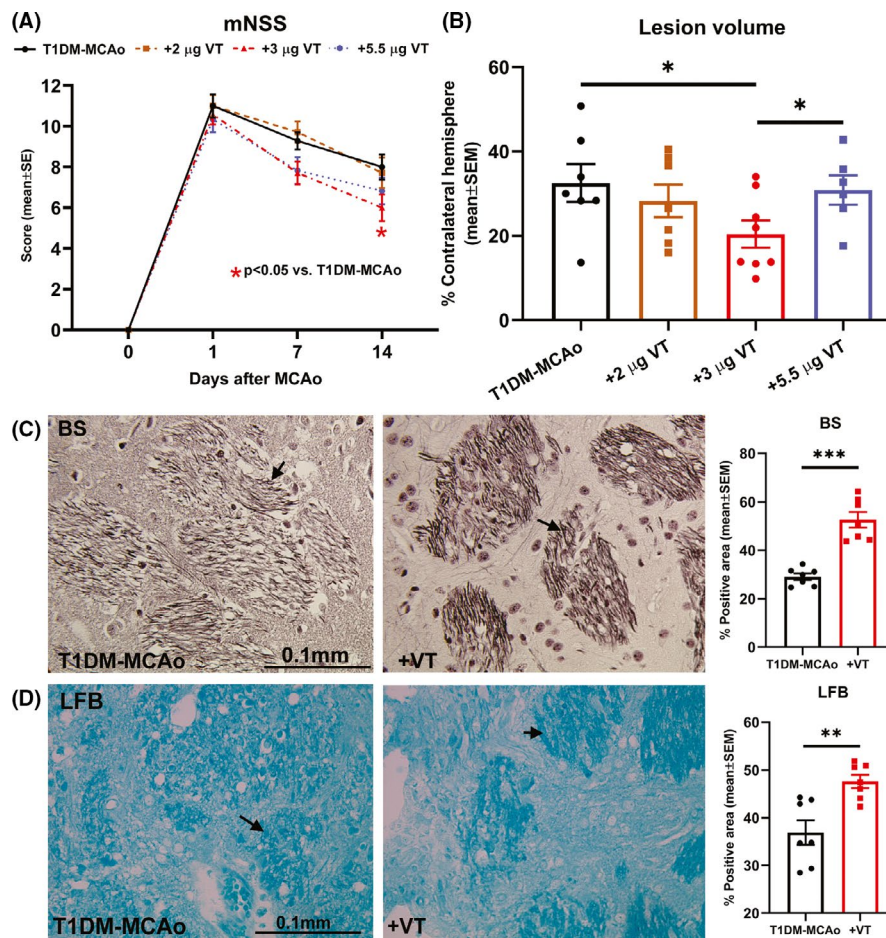 (A)
mNSS
T1DM-MCAo +2 μg VT +3 μg VT +5.5 μg VT
Score (mean±SE)
12
10
8
6
4
2
0
*
* p<0.05 vs. T1DM-MCAo
0 1 7 14
Days after MCAo
(B)
Lesion volume
% Contralateral hemisphere
(mean±SEM)
60
40
20
0
*
*
T1DM-MCAo
+2 μg VT
+3 μg VT
+5.5 μg VT
(C)
BS
T1DM-MCAo
0.1mm
+VT
BS
% Positive area (mean±SEM)
80
60
40
20
0
***
T1DM-MCAo +VT
(D)
LFB
T1DM-MCAo
0.1mm
+VT
LFB
% Positive area (mean±SEM)
60
50
40
30
20
**
T1DM-MCAo +VT